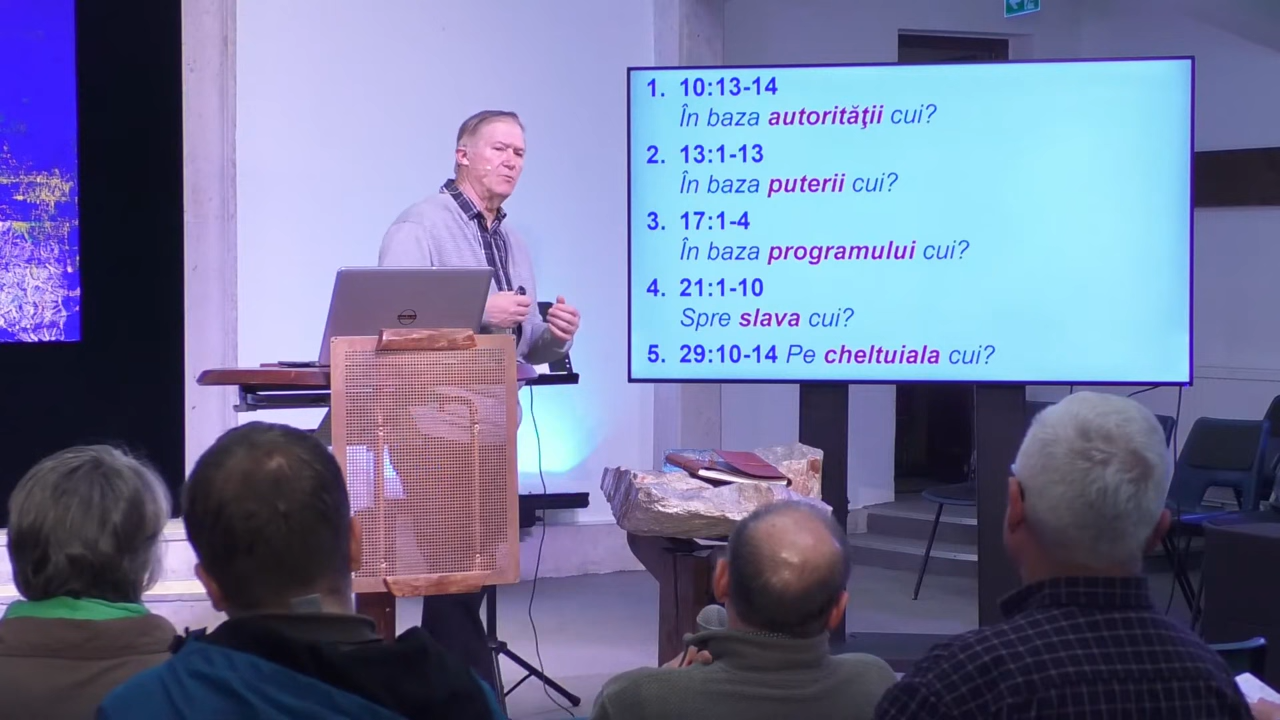 1. 10:13-14
În baza autorităţii cui?
2. 13:1-13
În baza puterii cui?
3. 17:1-4
În baza programului cui?
4. 21:1-10
Spre slava cui?
5. 29:10-14 Pe cheltuiala cui?